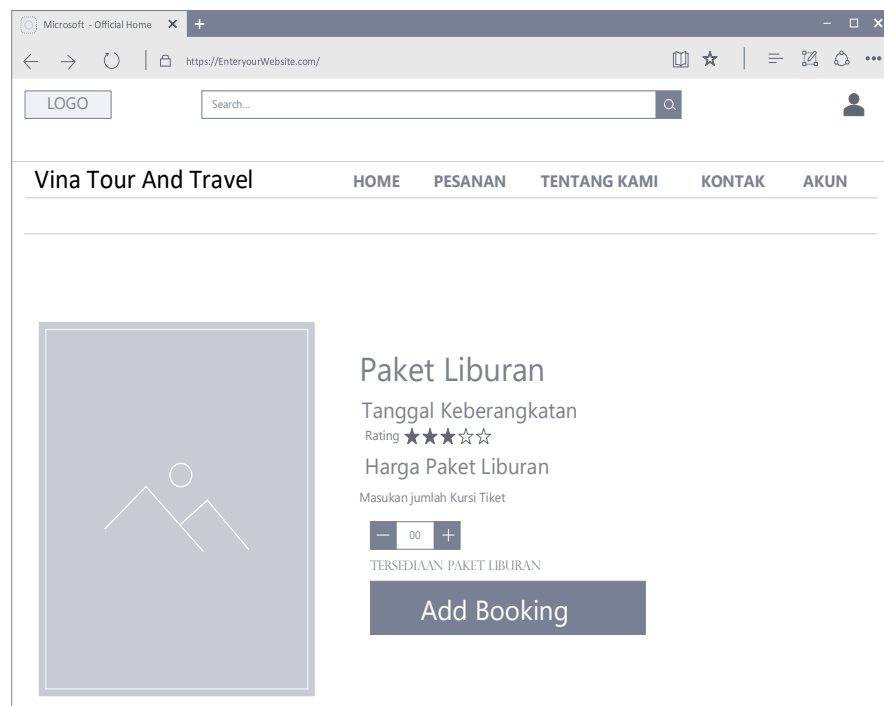 Microsoft - Official Home
https://EnteryourWebsite.com/
LOGO
Search...
Vina Tour And Travel
HOME PESANAN TENTANG KAMI KONTAK AKUN
Paket Liburan
Tanggal Keberangkatan
Rating
Harga Paket Liburan
Masukan jumlah Kursi Tiket
00
TERSEDIAAN PAKET LIBURAN
Add Booking